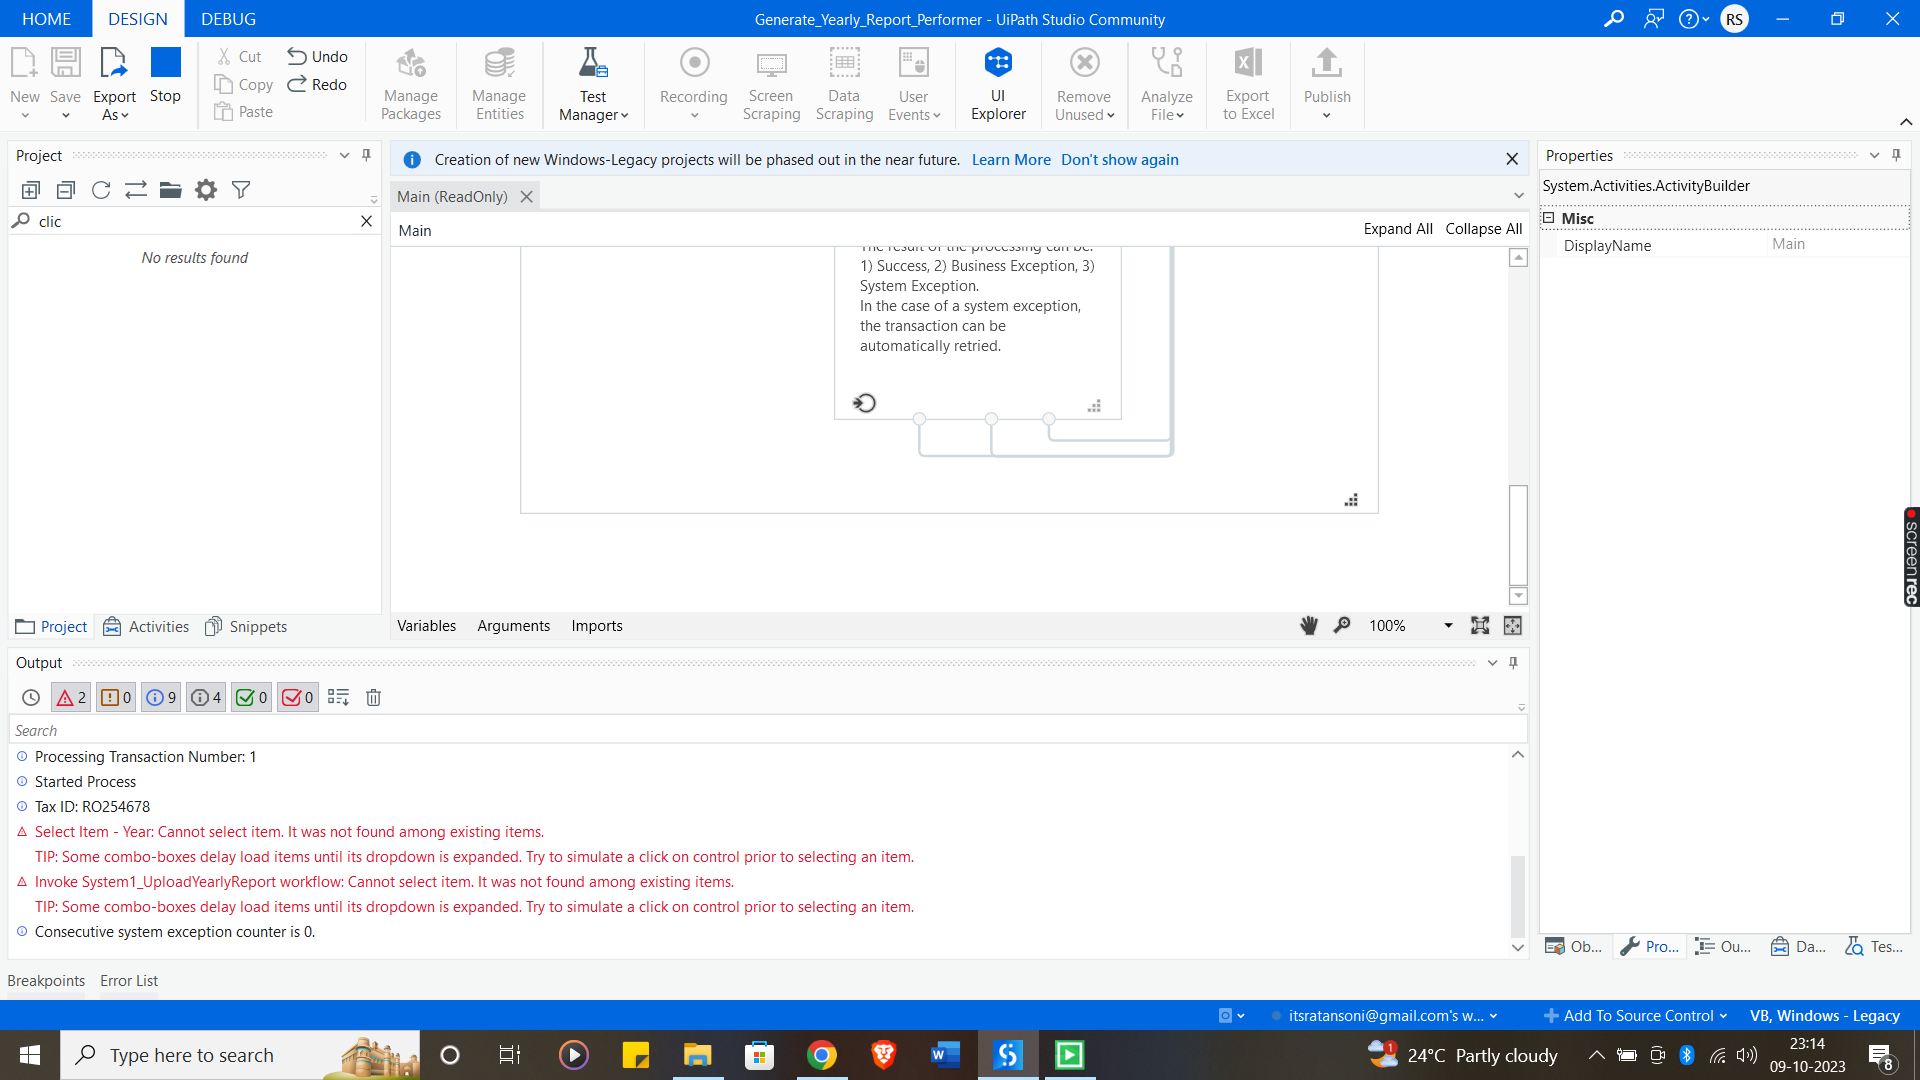 HOME DESIGN DEBUG
Generate_Yearly_Report_Performer - UiPath Studio Community
RS
New
Save
Export As
Stop
Cut
Copy
Paste
Undo
Redo
Manage Packages
Manage Entities
Test Manager
Recording
Screen Scraping
Data Scraping
User Events
UI Explorer
Remove Unused
Analyze File
Export to Excel
Publish
Project
clic
No results found
Project Activities Snippets
Creation of new Windows-Legacy projects will be phased out in the near future. Learn More Don't show again
Main (ReadOnly)
Main
Expand All Collapse All
The result of the processing can be:
1) Success, 2) Business Exception, 3)
System Exception.
In the case of a system exception,
the transaction can be
automatically retried.
Variables Arguments Imports
100%
Properties
System.Activities.ActivityBuilder
Misc
DisplayName Main
screenrec
Ob... Pro... Ou... Da... Tes...
Output
2 0 9 4 0 0
Search
Processing Transaction Number: 1
Started Process
Tax ID: RO254678
Select Item - Year: Cannot select item. It was not found among existing items.
TIP: Some combo-boxes delay load items until its dropdown is expanded. Try to simulate a click on control prior to selecting an item.
Invoke System1_UploadYearlyReport workflow: Cannot select item. It was not found among existing items.
TIP: Some combo-boxes delay load items until its dropdown is expanded. Try to simulate a click on control prior to selecting an item.
Consecutive system exception counter is 0.
Breakpoints Error List
itsratansoni@gmail.com's w...
Add To Source Control
VB, Windows - Legacy
Type here to search
1
24°C Partly cloudy
23:14
09-10-2023
8